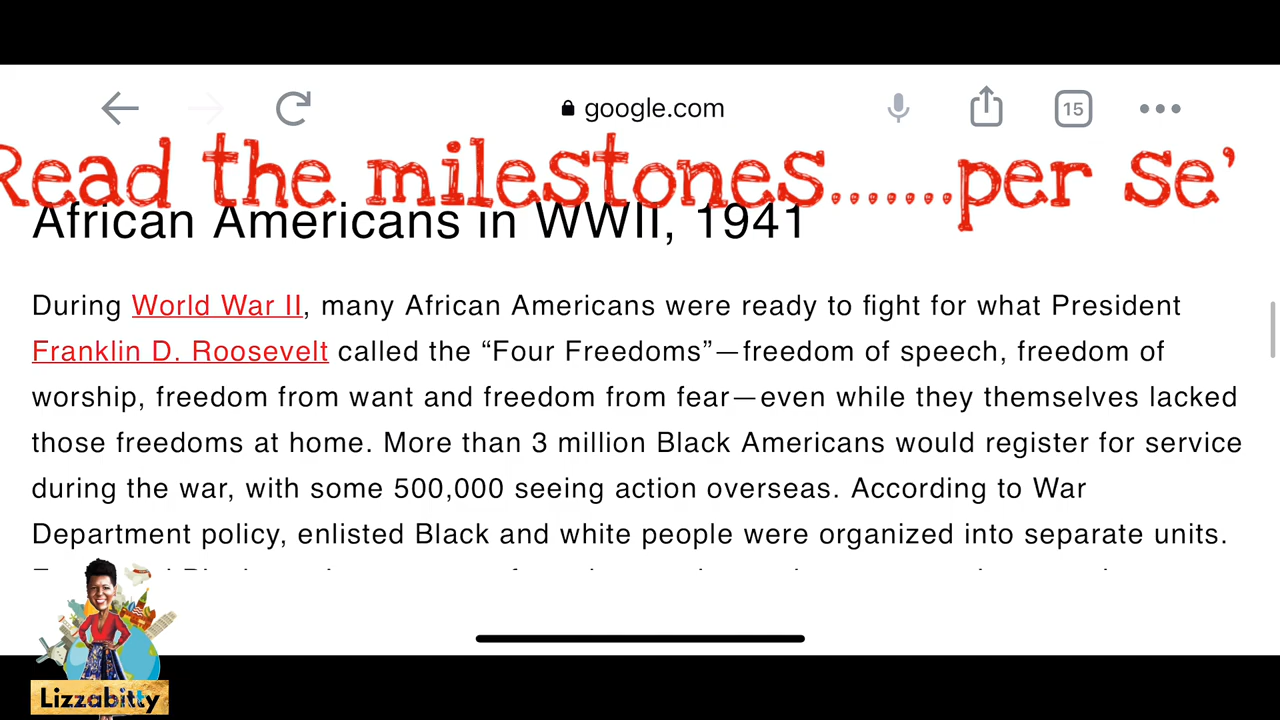 google.com
15
Read the milestones.......per se'
African Americans in WWII, 1941
During World War II, many African Americans were ready to fight for what President
Franklin D. Roosevelt called the “Four Freedoms”—freedom of speech, freedom of
worship, freedom from want and freedom from fear—even while they themselves lacked
those freedoms at home. More than 3 million Black Americans would register for service
during the war, with some 500,000 seeing action overseas. According to War
Department policy, enlisted Black and white people were organized into separate units.
Lizzabitty